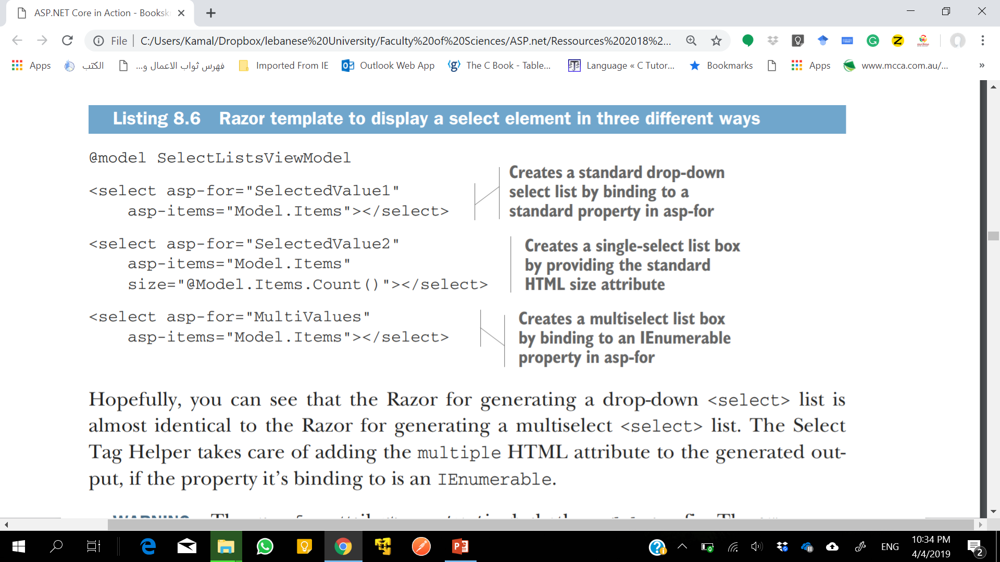 ASP.NET Core in Action - Booksk
File
C:/Users/Kamal/Dropbox/lebanese%20University/Faculty%20of%20Sciences/ASP.net/Ressources%202018%2...
Apps
الكتب
فهرس ثواب الاعمال و...
Imported From IE
Outlook Web App
The C Book - Table...
Language « C Tutor...
Bookmarks
Apps
www.mcca.com.au/...
»
Listing 8.6 Razor template to display a select element in three different ways
@model SelectListsViewModel
<select asp-for="SelectedValue1"
asp-items="Model.Items"></select>
Creates a standard drop-down
select list by binding to a
standard property in asp-for
<select asp-for="SelectedValue2"
asp-items="Model.Items"
size="@Model.Items.Count()"></select>
Creates a single-select list box
by providing the standard
HTML size attribute
<select asp-for="MultiValues"
asp-items="Model.Items"></select>
Creates a multiselect list box
by binding to an IEnumerable
property in asp-for
Hopefully, you can see that the Razor for generating a drop-down <select> list is
almost identical to the Razor for generating a multiselect <select> list. The Select
Tag Helper takes care of adding the multiple HTML attribute to the generated out-
put, if the property it's binding to is an IEnumerable.
WARNING
ENG
10:34 PM
4/4/2019
2